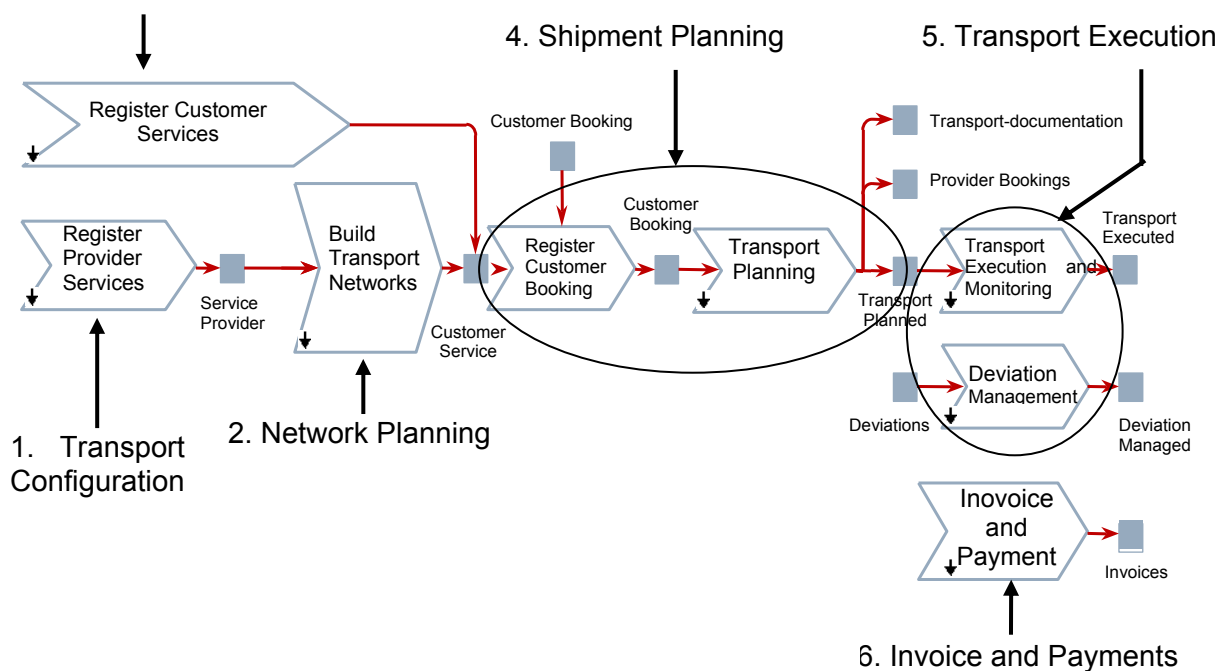 4. Shipment Planning
5. Transport Execution
Register Customer
Services
Customer Booking
Transport-documentation
Provider Bookings
Register
Provider
Services
Service
Provider
Build
Transport
Networks
Customer
Service
Register
Customer
Booking
Customer
Booking
Transport
Planning
Transport
Planned
Transport
Execution and
Monitoring
Transport
Executed
Deviations
Deviation
Management
Deviation
Managed
1. Transport
Configuration
2. Network Planning
Inovoice
and
Payment
Invoices
6. Invoice and Payments